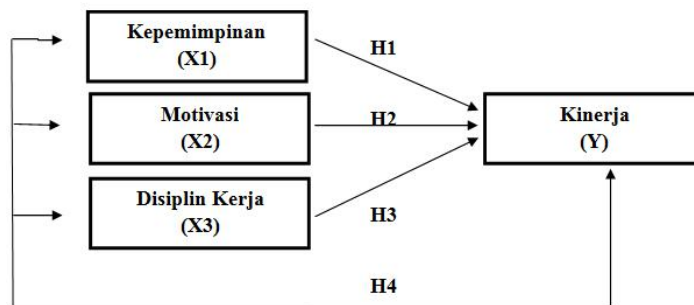 Kepemimpinan
(X1)
H1
Motivasi
(X2)
H2
Kinerja
(Y)
Disiplin Kerja
(X3)
H3
H4